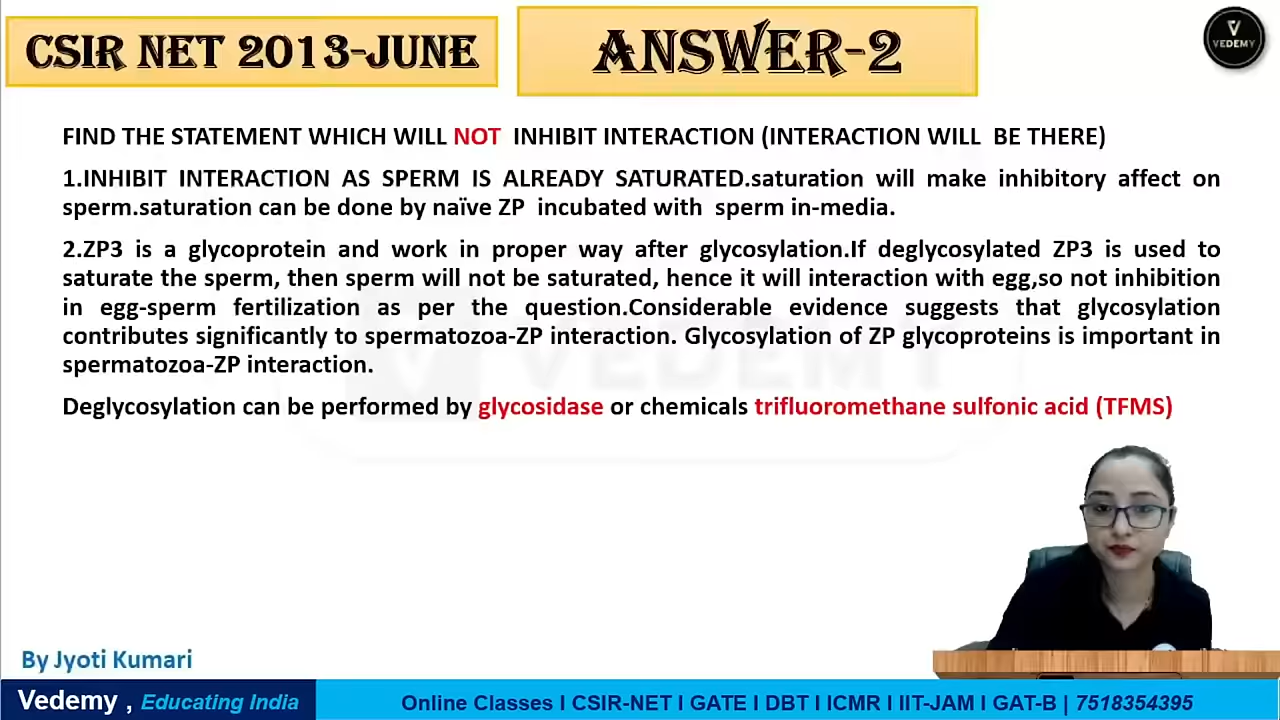 CSIR NET 2013-JUNE
ANSWER-2
VEDEMY
FIND THE STATEMENT WHICH WILL NOT INHIBIT INTERACTION (INTERACTION WILL BE THERE)
1.INHIBIT INTERACTION AS SPERM IS ALREADY SATURATED.saturation will make inhibitory affect on
sperm.saturation can be done by naïve ZP incubated with sperm in-media.
2.ZP3 is a glycoprotein and work in proper way after glycosylation.If deglycosylated ZP3 is used to
saturate the sperm, then sperm will not be saturated, hence it will interaction with egg,so not inhibition
in egg-sperm fertilization as per the question.Considerable evidence suggests that glycosylation
contributes significantly to spermatozoa-ZP interaction. Glycosylation of ZP glycoproteins is important in
spermatozoa-ZP interaction.
Deglycosylation can be performed by glycosidase or chemicals trifluoromethane sulfonic acid (TFMS)
VEDEMY
By Jyoti Kumari
Vedemy , Educating India
Online Classes I CSIR-NET I GATE I DBT I ICMR I IIT-JAM I GAT-B | 7518354395